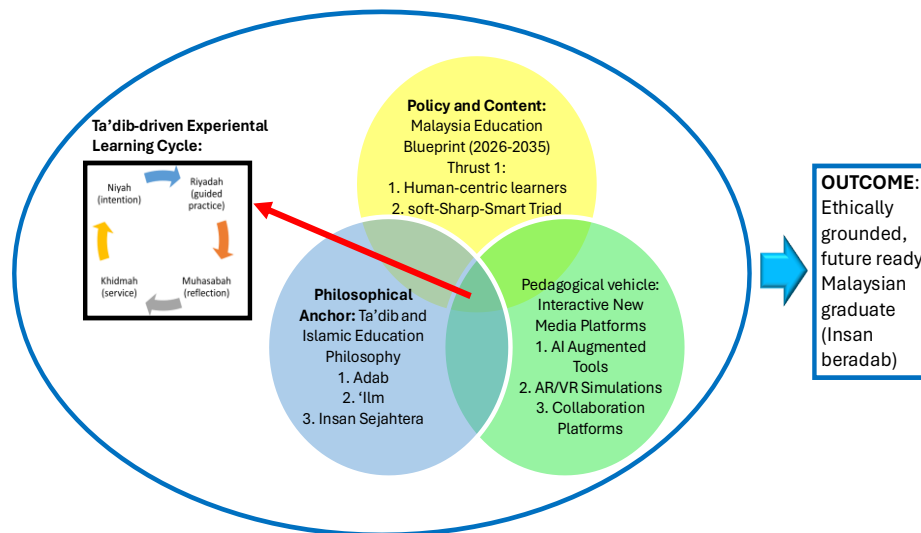 Policy and Content:
Malaysia Education
Blueprint (2026-2035)
Thrust 1:
1. Human-centric learners
2. soft-Sharp-Smart Triad
Ta’dib-driven Experiental
Learning Cycle:
Niyah
(intention)
Riyadah
(guided
practice)
Khidmah
(service)
Muhasabah
(reflection)
Philosophical
Anchor: Ta’dib and
Islamic Education
Philosophy
1. Adab
2. ‘Ilm
3. Insan Sejahtera
Pedagogical vehicle:
Interactive New
Media Platforms
1. AI Augmented
Tools
2. AR/VR Simulations
3. Collaboration
Platforms
OUTCOME:
Ethically
grounded,
future ready
Malaysian
graduate
(Insan
beradab)